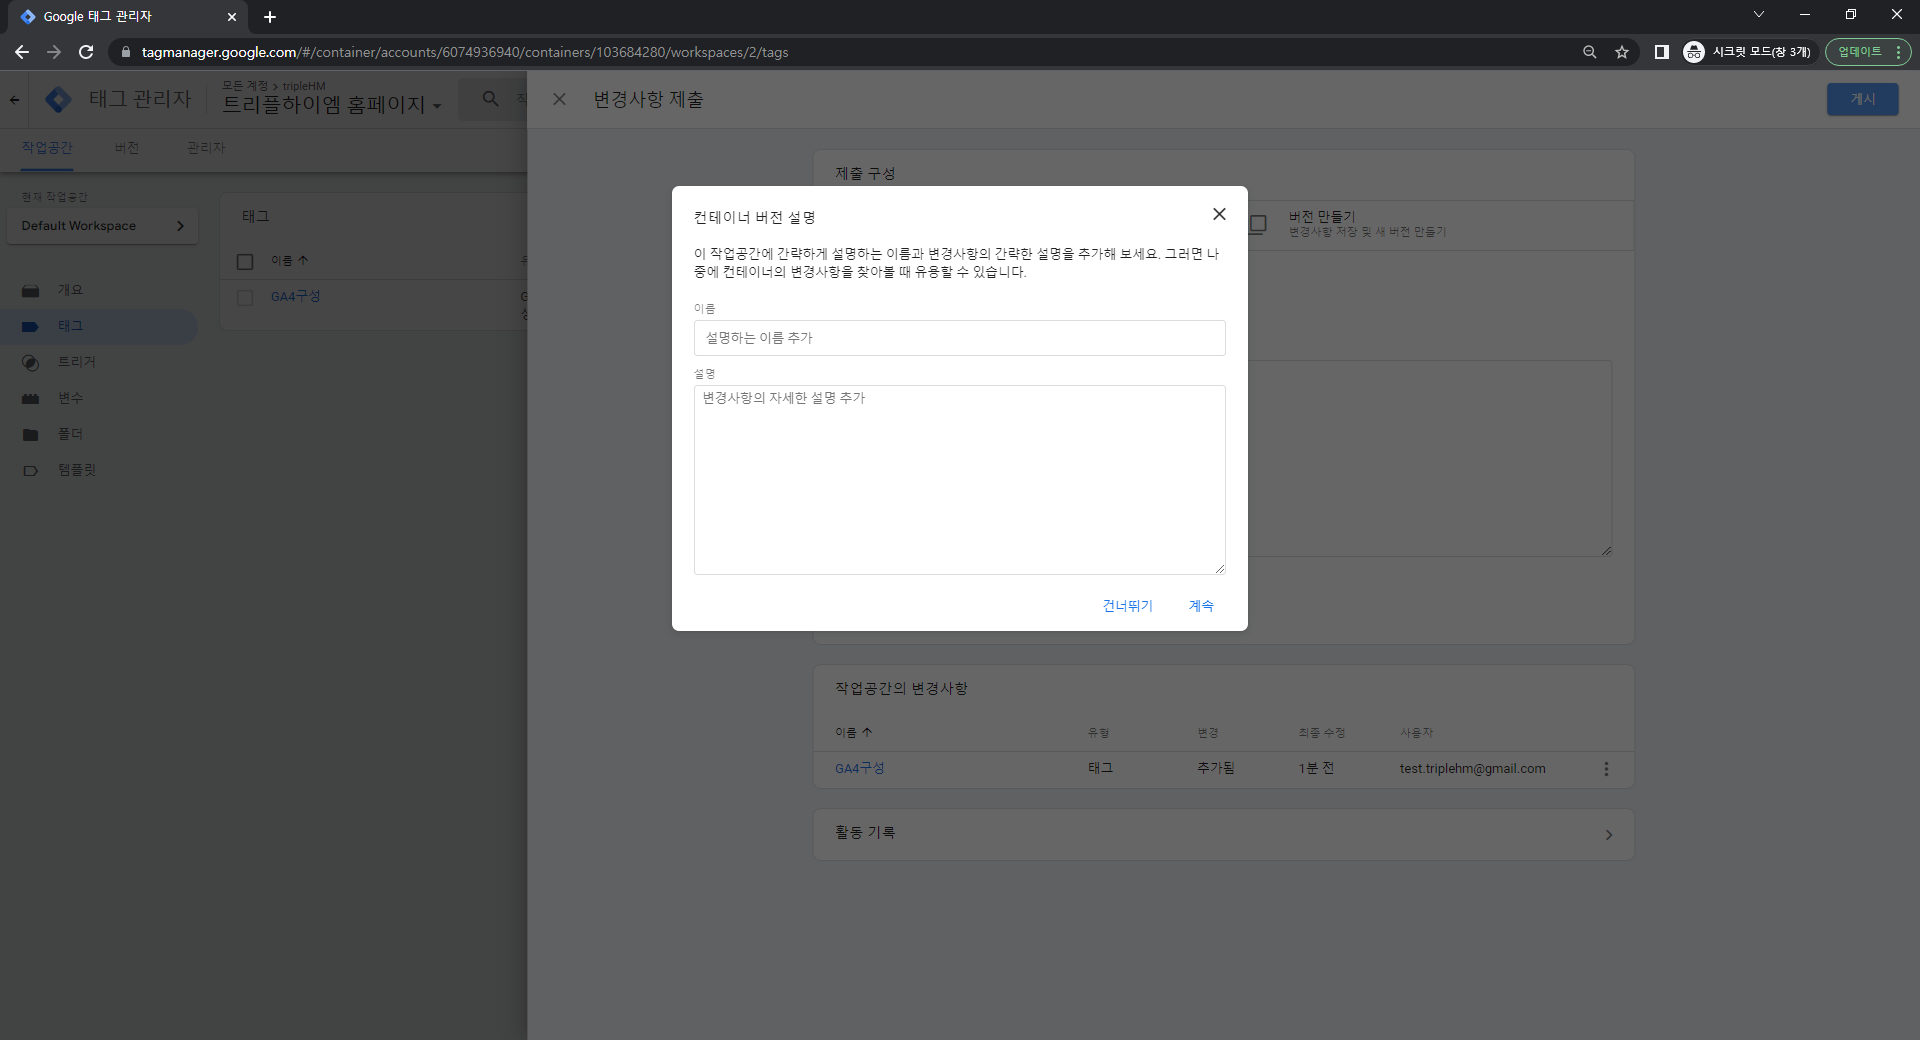 Google 태그 관리자
tagmanager.google.com/#/container/accounts/6074936940/containers/103684280/workspaces/2/tags
시크릿 모드(창 3개)
업데이트
태그 관리자
모든 계정 > tripleHM
트리플하이엠 홈페이지
변경사항 제출
게시
작업공간
버전
관리자
현재 작업공간
Default Workspace
개요
태그
트리거
변수
폴더
템플릿
태그
이름
GA4구성
제출 구성
버전 만들기
변경사항 저장 및 새 버전 만들기
컨테이너 버전 설명
이 작업공간에 간략하게 설명하는 이름과 변경사항의 간략한 설명을 추가해 보세요. 그러면 나
중에 컨테이너의 변경사항을 찾아볼 때 유용할 수 있습니다.
이름
설명하는 이름 추가
설명
변경사항의 자세한 설명 추가
건너뛰기
계속
작업공간의 변경사항
이름 유형 변경 최종 수정 사용자
GA4구성 태그 추가됨 1분 전 test.triplehm@gmail.com
활동 기록